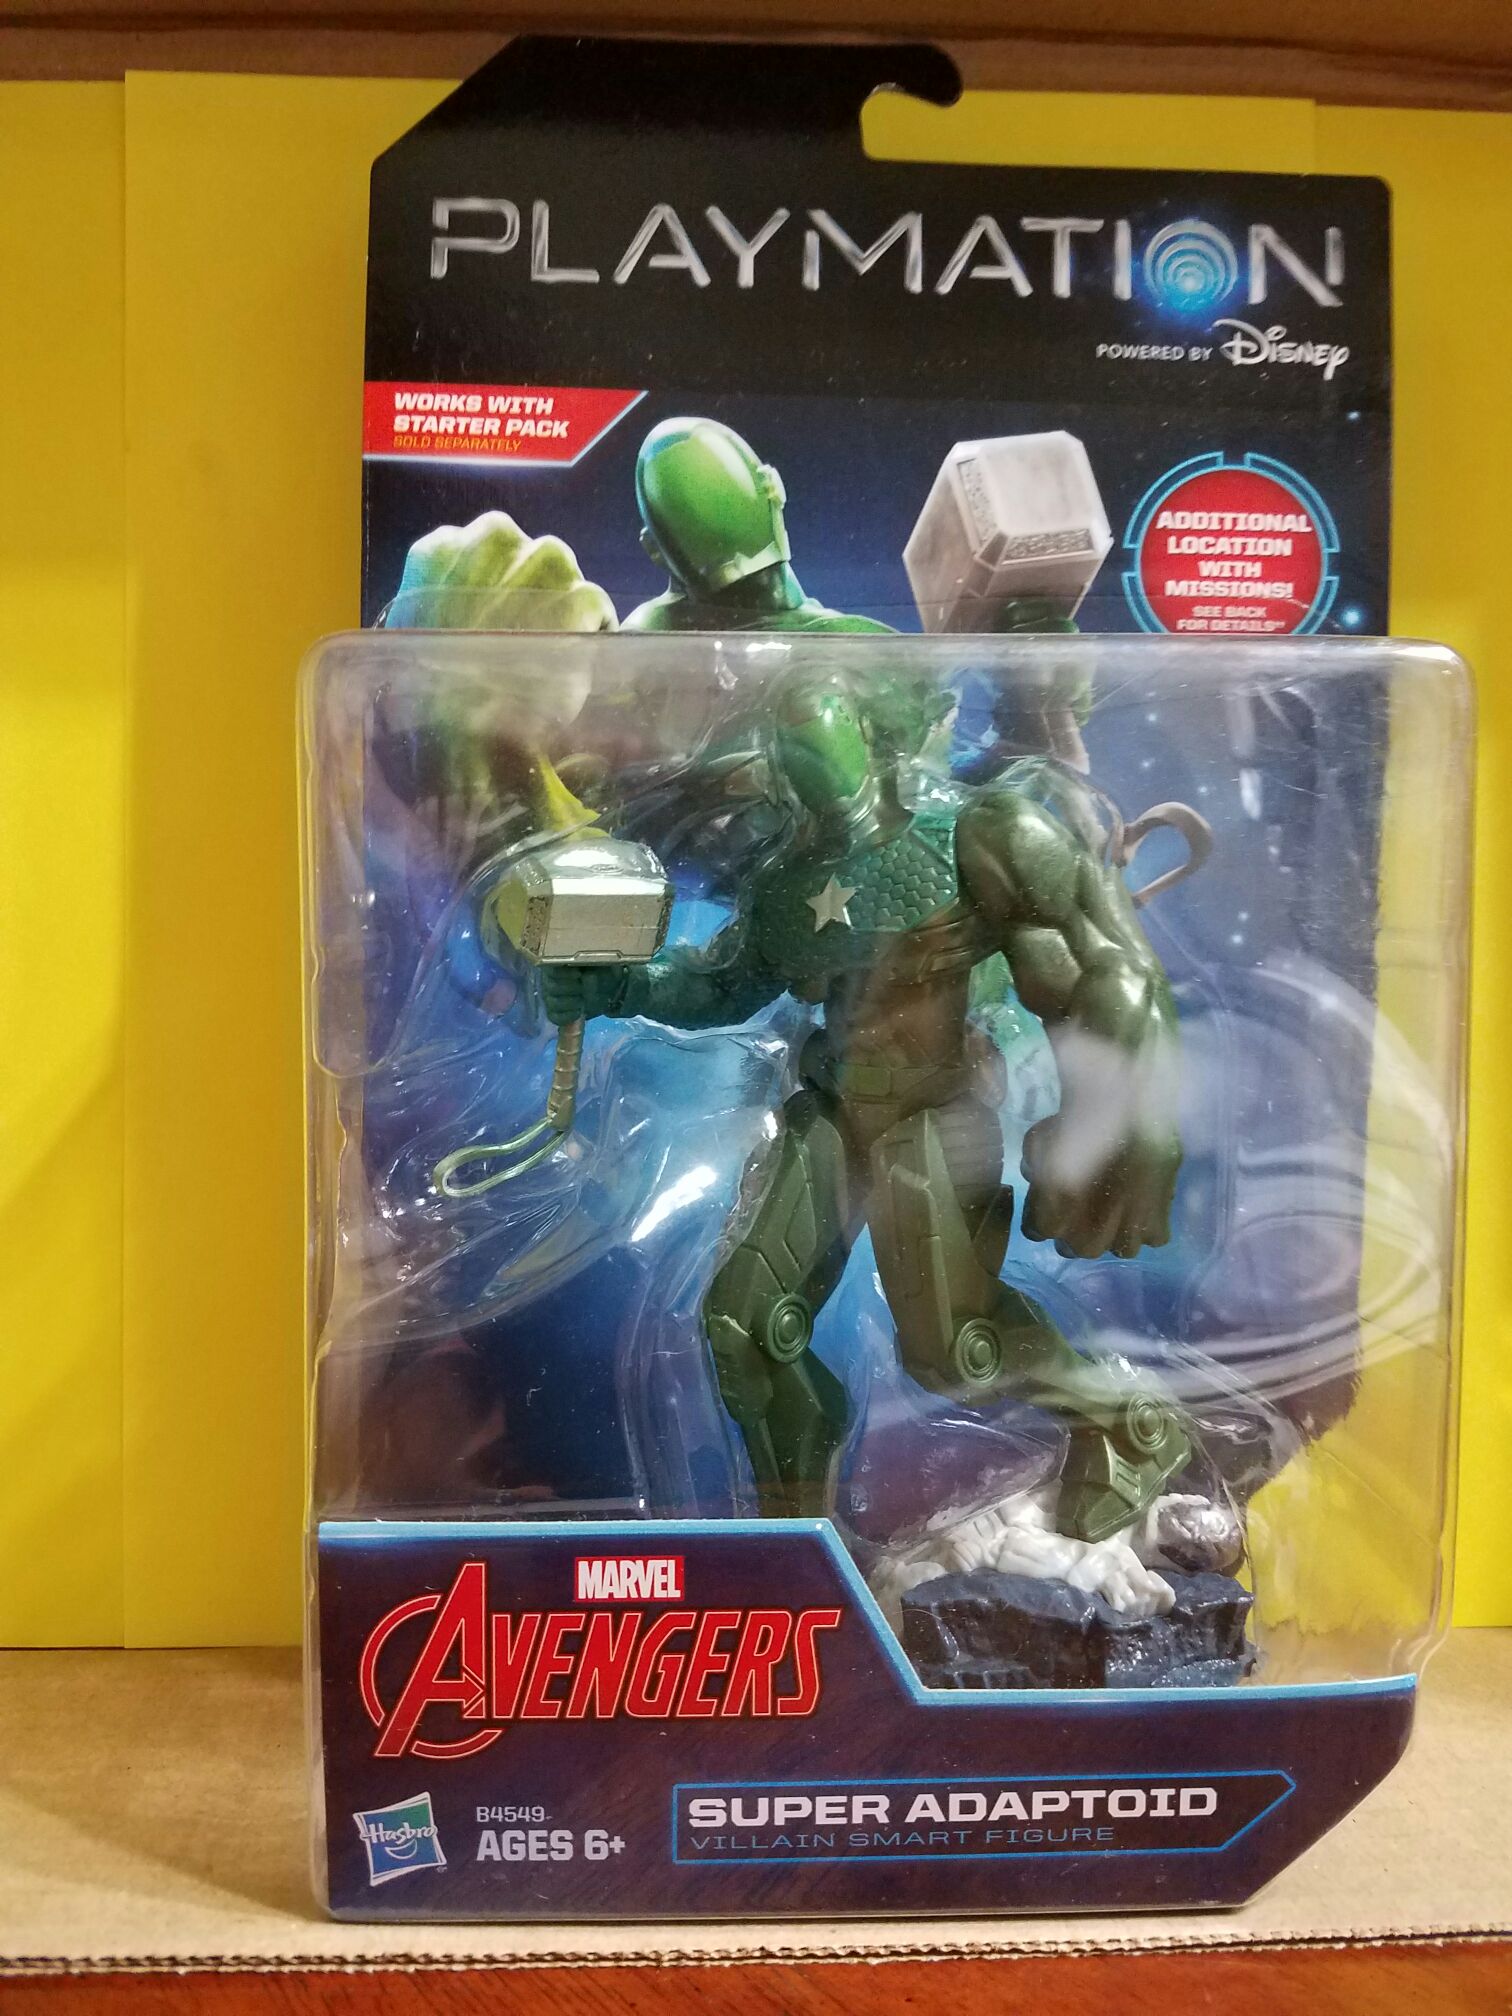 PLAYMATION
POWERED BY DISNEY
WORKS WITH
STARTER PACK
SOLD SEPARATELY
ADDITIONAL
LOCATION
WITH
MISSIONS!
SEE BACK
FOR DETAILS**
MARVEL
AVENGERS
Hasbro
B4549
AGES 6+
SUPER ADAPTOID
VILLAIN SMART FIGURE